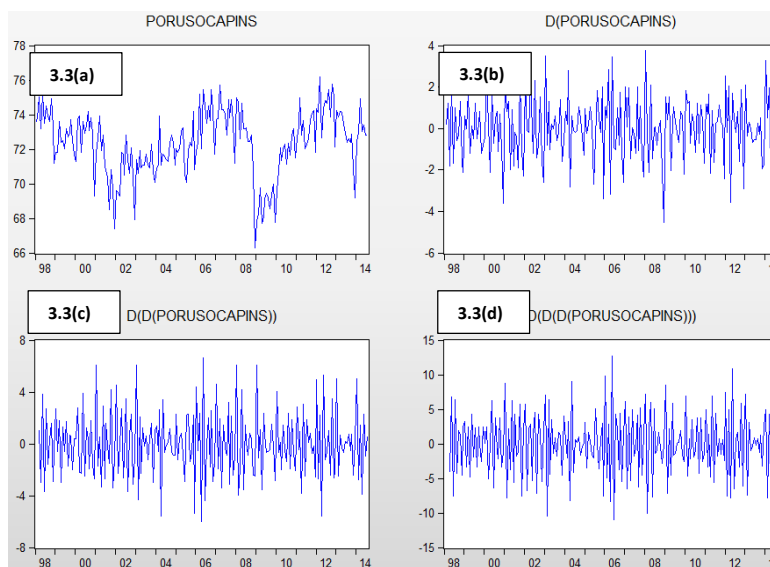 PORUSOCAPINS
3.3(a)
78
76
74
72
70
68
66
98 00 02 04 06 08 10 12 14
D(PORUSOCAPINS)
3.3(b)
4
2
0
-2
-4
-6
98 00 02 04 06 08 10 12
3.3(c) D(D(PORUSOCAPINS))
8
4
0
-4
-8
98 00 02 04 06 08 10 12 14
3.3(d) D(D(D(PORUSOCAPINS)))
15
10
5
0
-5
-10
-15
98 00 02 04 06 08 10 12